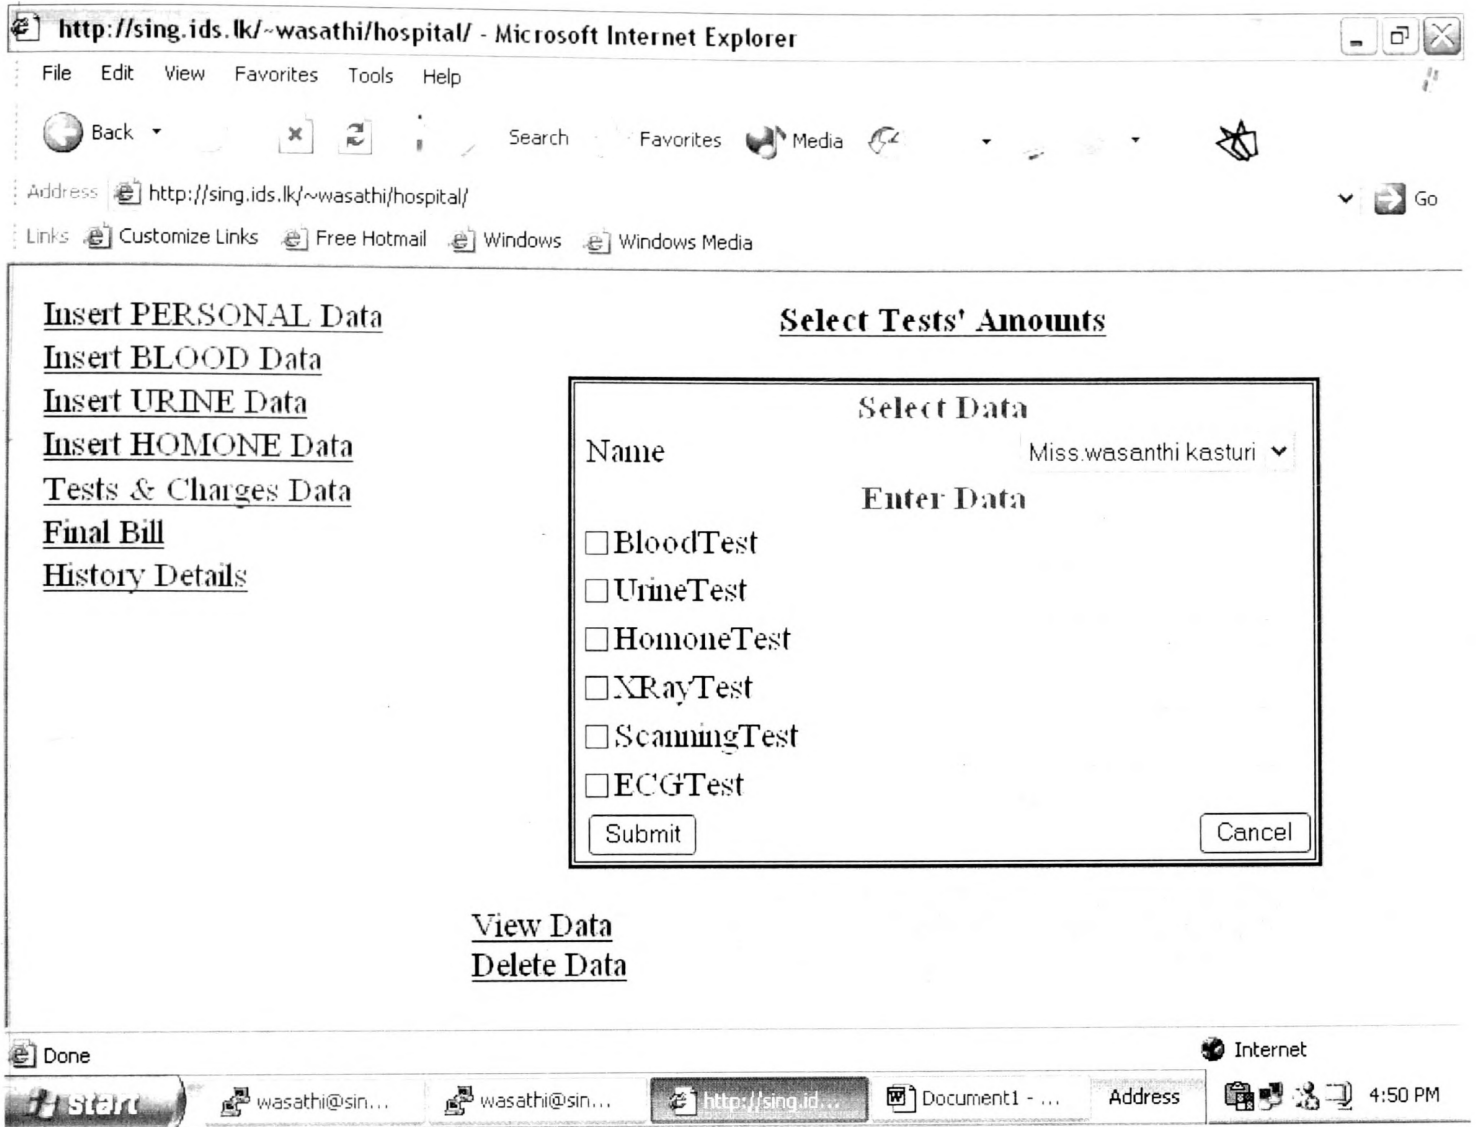 http://sing.ids.lk/~wasathi/hospital/ - Microsoft Internet Explorer
File Edit View Favorites Tools Help
Back Search Favorites Media
Address http://sing.ids.lk/~wasathi/hospital/ Go
Links Customize Links Free Hotmail Windows Windows Media
Insert PERSONAL Data
Insert BLOOD Data
Insert URINE Data
Insert HOMONE Data
Tests & Charges Data
Final Bill
History Details
Select Tests' Amounts
Select Data
Name Miss.wasanthi kasturi
Enter Data
BloodTest
UrineTest
HomoneTest
XRayTest
ScanningTest
ECGTest
Submit Cancel
View Data
Delete Data
Done Internet
start wasathi@sin... wasathi@sin... http://sing.id... Document1 - ... Address 4:50 PM